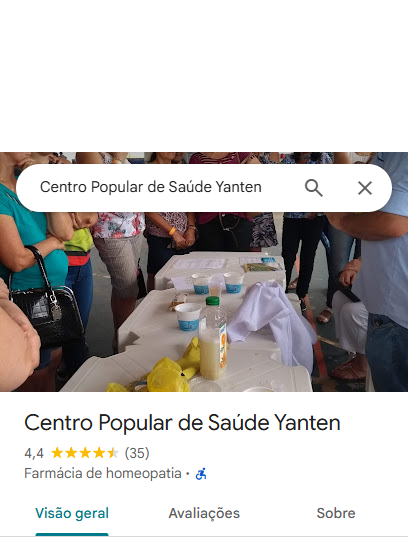 Centro Popular de Saúde Yanten
Centro Popular de Saúde Yanten
4,4 (35)
Farmácia de homeopatia ·
Visão geral Avaliações Sobre